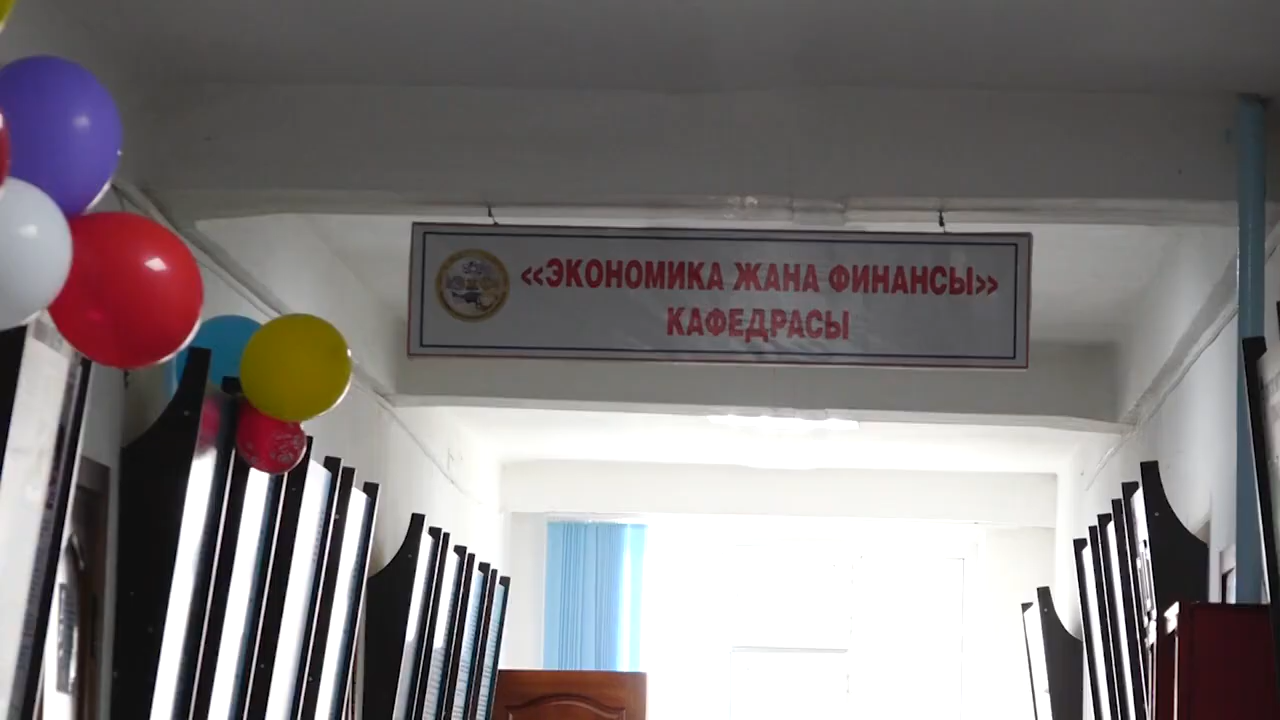 «ЭКОНОМИКА ЖАНА ФИНАНСЫ»
КАФЕДРАСЫ